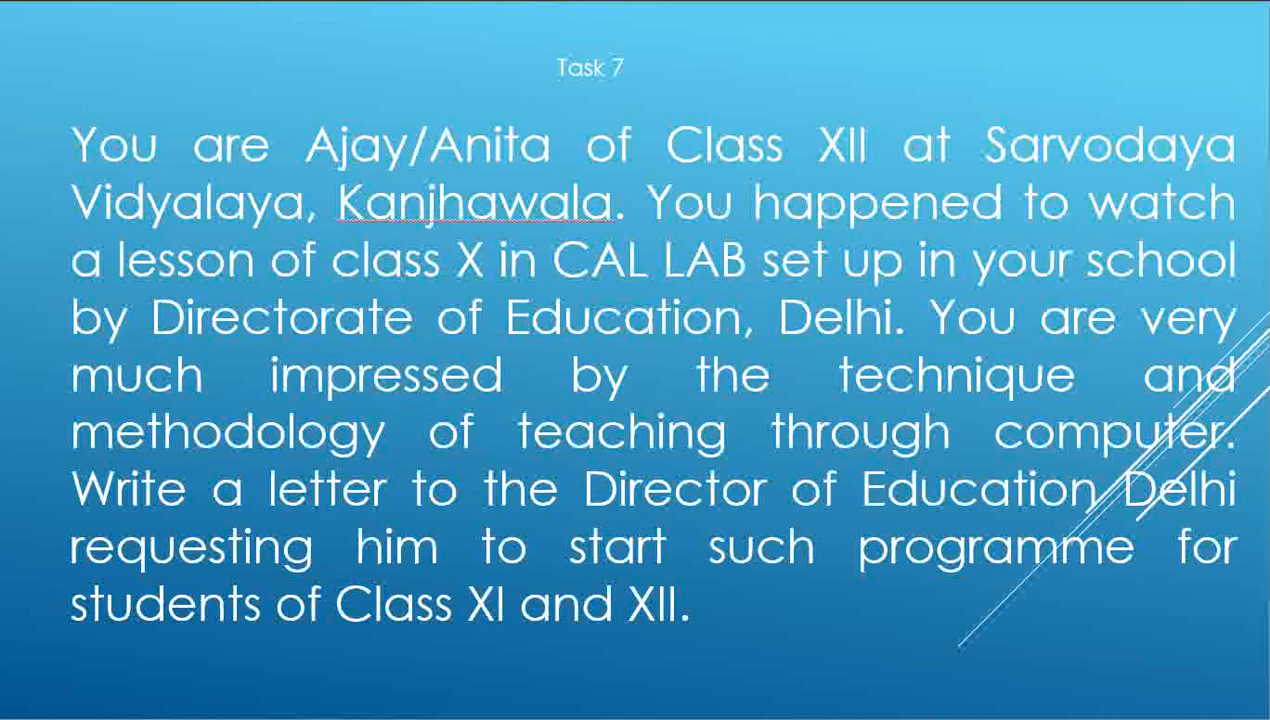 Task 7
You are Ajay/Anita of Class XII at Sarvodaya
Vidyalaya, Kanjhawala. You happened to watch
a lesson of class X in CAL LAB set up in your school
by Directorate of Education, Delhi. You are very
much impressed by the technique and
methodology of teaching through computer.
Write a letter to the Director of Education Delhi
requesting him to start such programme for
students of Class XI and XII.